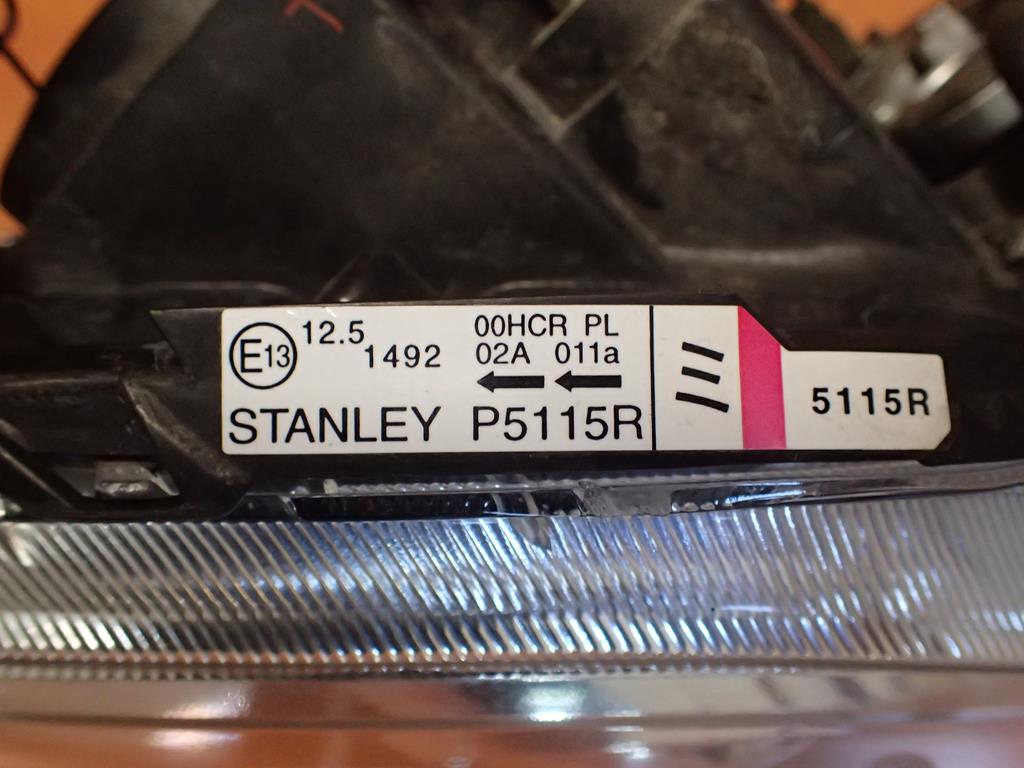 E13 12.5 1492
00HCR PL
02A 011a
STANLEY P5115R
5115R